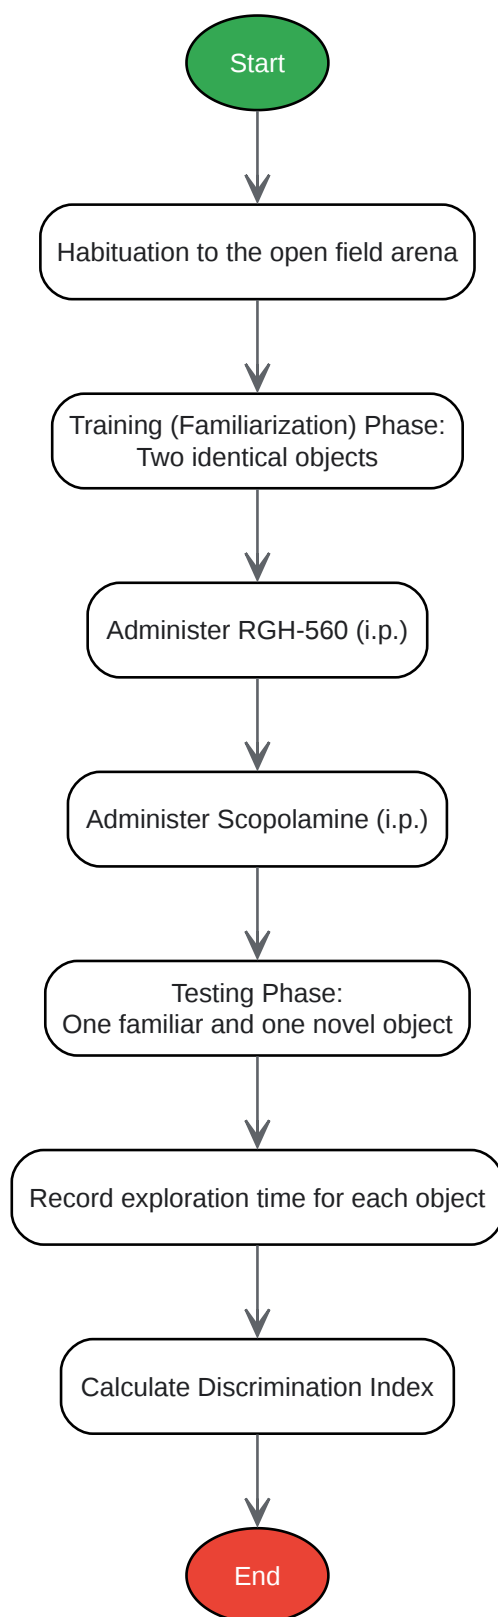 Start
Habituation to the open field arena
Training (Familiarization) Phase:
Two identical objects
Administer RGH-560 (i.p.)
Administer Scopolamine (i.p.)
Testing Phase:
One familiar and one novel object
Record exploration time for each object
Calculate Discrimination Index
End